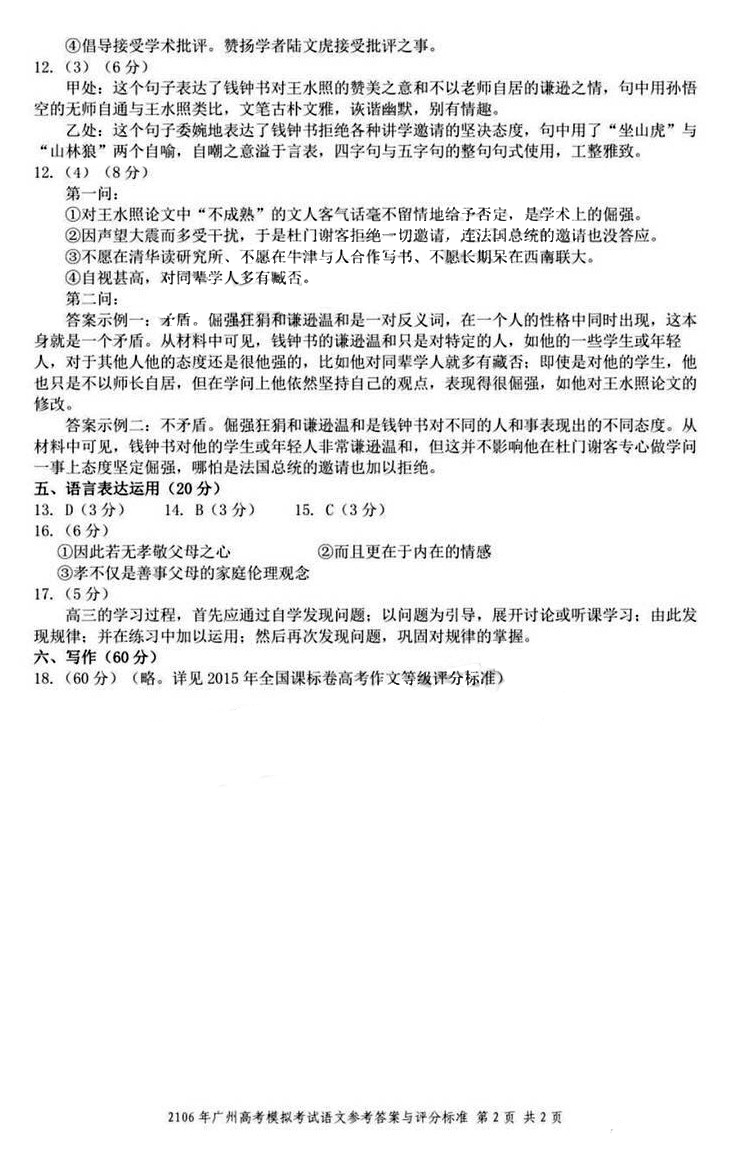 ④倡导接受学术批评。赞扬学者陆文虎接受批评之事。
12.（3）（6分）
甲处：这个句子表达了钱钟书对王水照的赞美之意和不以老师自居的谦逊之情，句中用孙悟
空的无师自通与王水照类比，文笔古朴文雅，诙谐幽默，别有情趣。
乙处：这个句子委婉地表达了钱钟书拒绝各种讲学邀请的坚决态度，句中用了“坐山虎”与
“山林狼”两个自喻，自嘲之意溢于言表，四字句与五字句的整句句式使用，工整雅致。
12.（4）（8分）
第一问：
①对王水照论文中“不成熟”的文人客气话毫不留情地给予否定，是学术上的倔强。
②因声望大震而多受干扰，于是杜门谢客拒绝一切邀请，连法国总统的邀请也没答应。
③不愿在清华读研究所、不愿在牛津与人合作写书、不愿长期呆在西南联大。
④自视甚高，对同辈学人多有臧否。
第二问：
答案示例一：矛盾。倔强狂狷和谦逊温和是一对反义词，在一个人的性格中同时出现，这本
身就是一个矛盾。从材料中可见，钱钟书的谦逊温和只是对特定的人，如他的一些学生或年轻
人，对于其他人他的态度还是很倔强的，比如他对同辈学人就多有藏否；即使是对他的学生，他
也只是不以师长自居，但在学问上他依然坚持自己的观点，表现得很倔强，如他对王水照论文的
修改。
答案示例二：不矛盾。倔强狂狷和谦逊温和是钱钟书对不同的人和事表现出的不同态度。从
材料中可见，钱钟书对他的学生或年轻人非常谦逊温和，但这并不影响他在杜门谢客专心做学问
一事上态度坚定倔强，哪怕是法国总统的邀请也加以拒绝。
五、语言表达运用（20分）
13. D（3分） 14. B（3分） 15. C（3分）
16.（6分）
①因此若无孝敬父母之心 ②而且更在于内在的情感
③孝不仅是善事父母的家庭伦理观念
17.（5分）
高三的学习过程，首先应通过自学发现问题；以问题为引导，展开讨论或听课学习；由此发
现规律；并在练习中加以运用；然后再次发现问题，巩固对规律的掌握。
六、写作（60分）
18.（60分）（略。详见2015年全国课标卷高考作文等级评分标准）
2106年广州高考模拟考试语文参考答案与评分标准 第2页 共2页